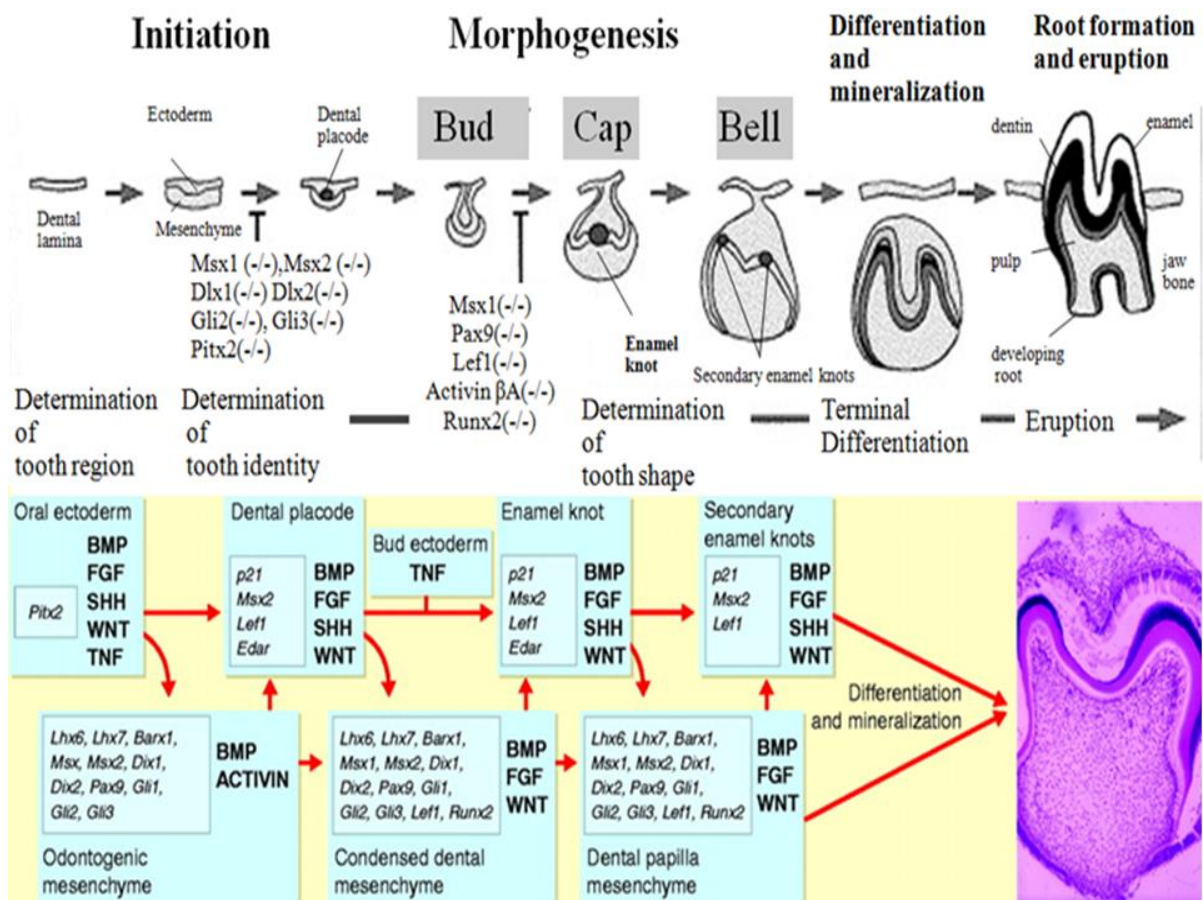 Initiation
Morphogenesis
Differentiation
and
mineralization
Root formation
and eruption
Ectoderm
Dental
placode
Bud
Cap
Bell
dentin
enamel
Dental
lamina
Mesenchyme
Msx1 (-/-),Msx2 (-/-)
Dlx1(-/-) Dlx2(-/-)
Gli2(-/-), Gli3(-/-)
Pitx2(-/-)
Msx1(-/-)
Pax9(-/-)
Lef1(-/-)
Activin βA(-/-)
Runx2(-/-)
Enamel
knot
Secondary enamel knots
pulp
jaw
bone
developing
root
Determination
of
tooth region
Determination
of
tooth identity
Determination
of
tooth shape
Terminal
Differentiation
Eruption
Oral ectoderm
Pitx2
BMP
FGF
SHH
WNT
TNF
Dental placode
p21
Msx2
Lef1
Edar
BMP
FGF
SHH
WNT
Bud ectoderm
TNF
Enamel knot
p21
Msx2
Lef1
Edar
BMP
FGF
SHH
WNT
Secondary
enamel knots
p21
Msx2
Lef1
BMP
FGF
SHH
WNT
Differentiation
and mineralization
Lhx6, Lhx7, Barx1,
Msx, Msx2, Dix1,
Dix2, Pax9, Gli1,
Gli2, Gli3
BMP
ACTIVIN
Odontogenic
mesenchyme
Lhx6, Lhx7, Barx1,
Msx1, Msx2, Dix1,
Dix2, Pax9, Gli1,
Gli2, Gli3, Lef1, Runx2
BMP
FGF
WNT
Condensed dental
mesenchyme
Lhx6, Lhx7, Barx1,
Msx1, Msx2, Dix1,
Dix2, Pax9, Gli1,
Gli2, Gli3, Lef1, Runx2
BMP
FGF
WNT
Dental papilla
mesenchyme